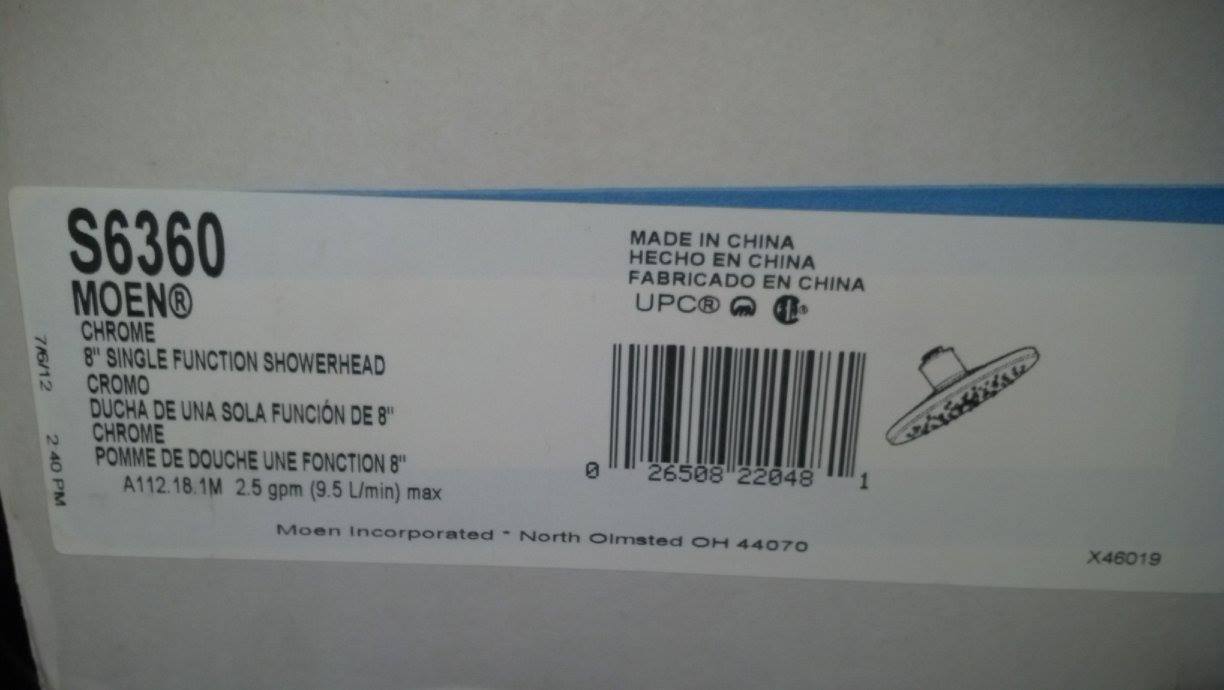 S6360
MOEN®
CHROME
8" SINGLE FUNCTION SHOWERHEAD
CROMO
DUCHA DE UNA SOLA FUNCIÓN DE 8"
CHROME
POMME DE DOUCHE UNE FONCTION 8"
A112.18.1M 2.5 gpm (9.5 L/min) max
7/6/12 2 40 PM
MADE IN CHINA
HECHO EN CHINA
FABRICADO EN CHINA
UPC®
0 26508 22048 1
Moen Incorporated * North Olmsted OH 44070
X46019